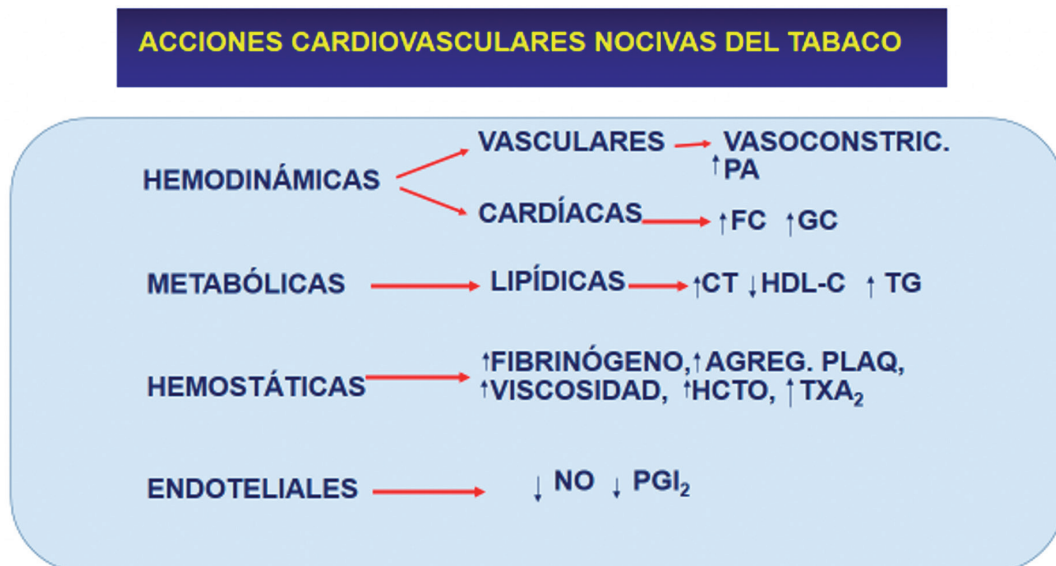 ACCIONES CARDIOVASCULARES NOCIVAS DEL TABACO
HEMODINÁMICAS
VASCULARES
VASOCONSTRIC.
↑PA
CARDÍACAS
↑FC ↑GC
METABÓLICAS
LIPÍDICAS
↑CT ↓HDL-C ↑ TG
HEMOSTÁTICAS
↑FIBRINÓGENO,↑AGREG. PLAQ,
↑VISCOSIDAD, ↑HCTO, ↑TXA₂
ENDOTELIALES
↓ NO ↓ PGI₂